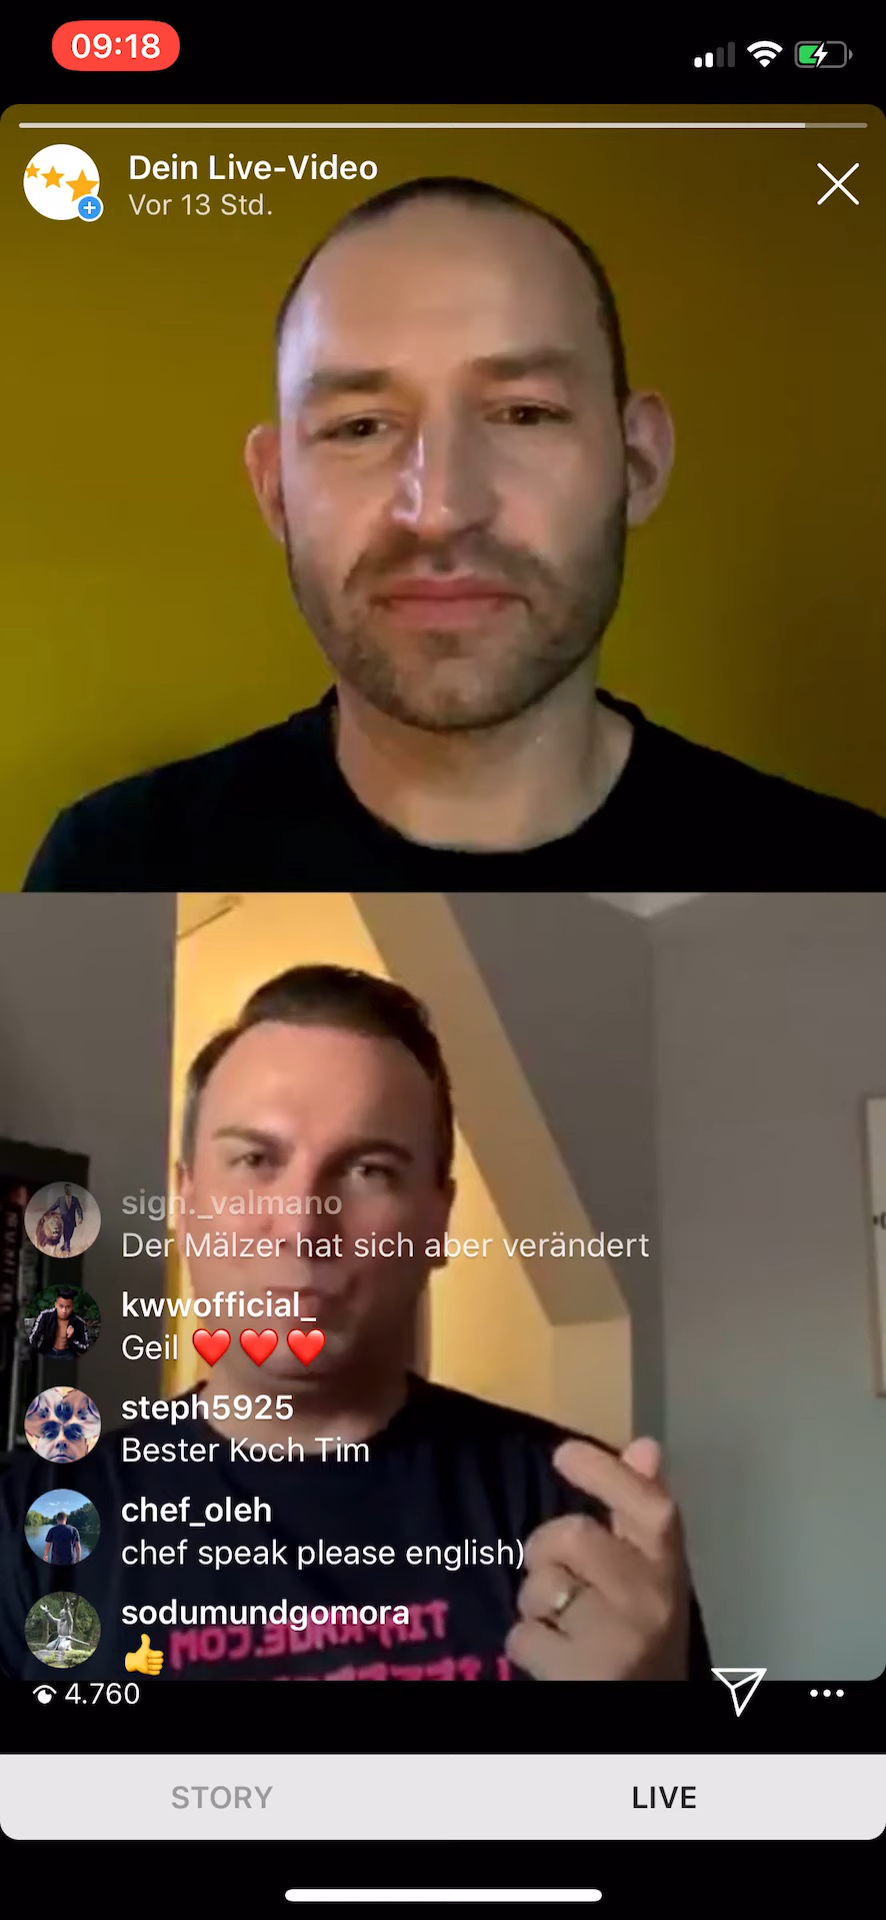 09:18
Dein Live-Video
Vor 13 Std.
sign._valmano
Der Mälzer hat sich aber verändert
kwwofficial_
Geil ❤️❤️❤️
steph5925
Bester Koch Tim
chef_oleh
chef speak please english)
sodumundgomora
👍
4.760
STORY
LIVE